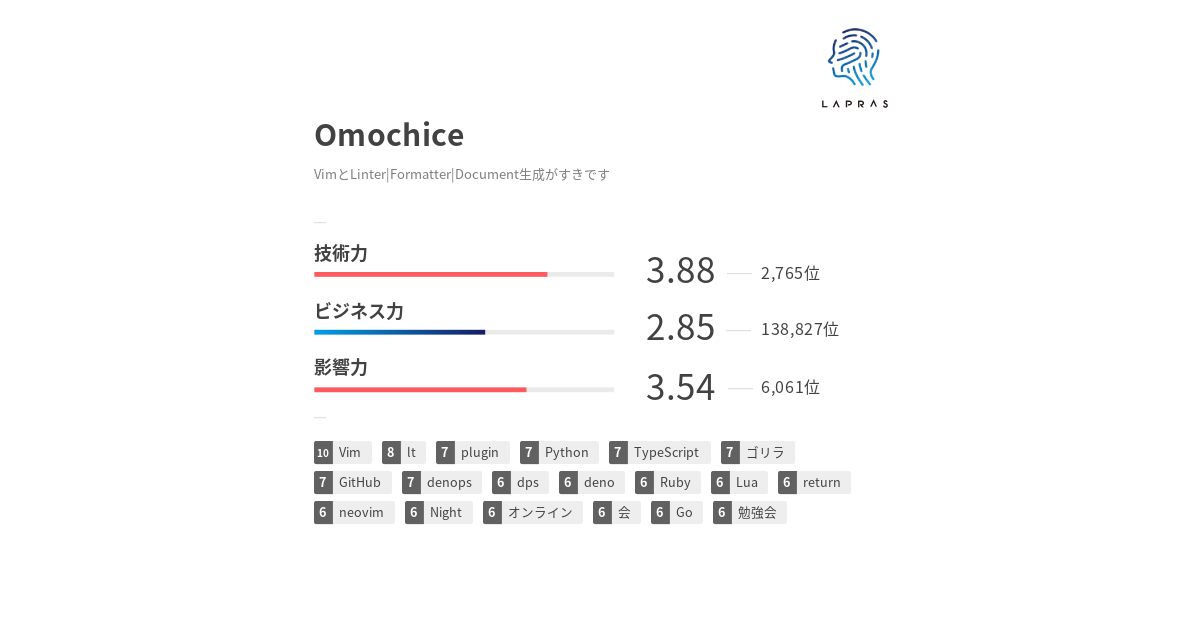 LAPRAS
Omochice
VimとLinter|Formatter|Document生成がすきです
技術力 3.88 2,765位
ビジネス力 2.85 138,827位
影響力 3.54 6,061位
10 Vim 8 lt 7 plugin 7 Python 7 TypeScript 7 ゴリラ
7 GitHub 7 denops 6 dps 6 deno 6 Ruby 6 Lua 6 return
6 neovim 6 Night 6 オンライン 6 会 6 Go 6 勉強会